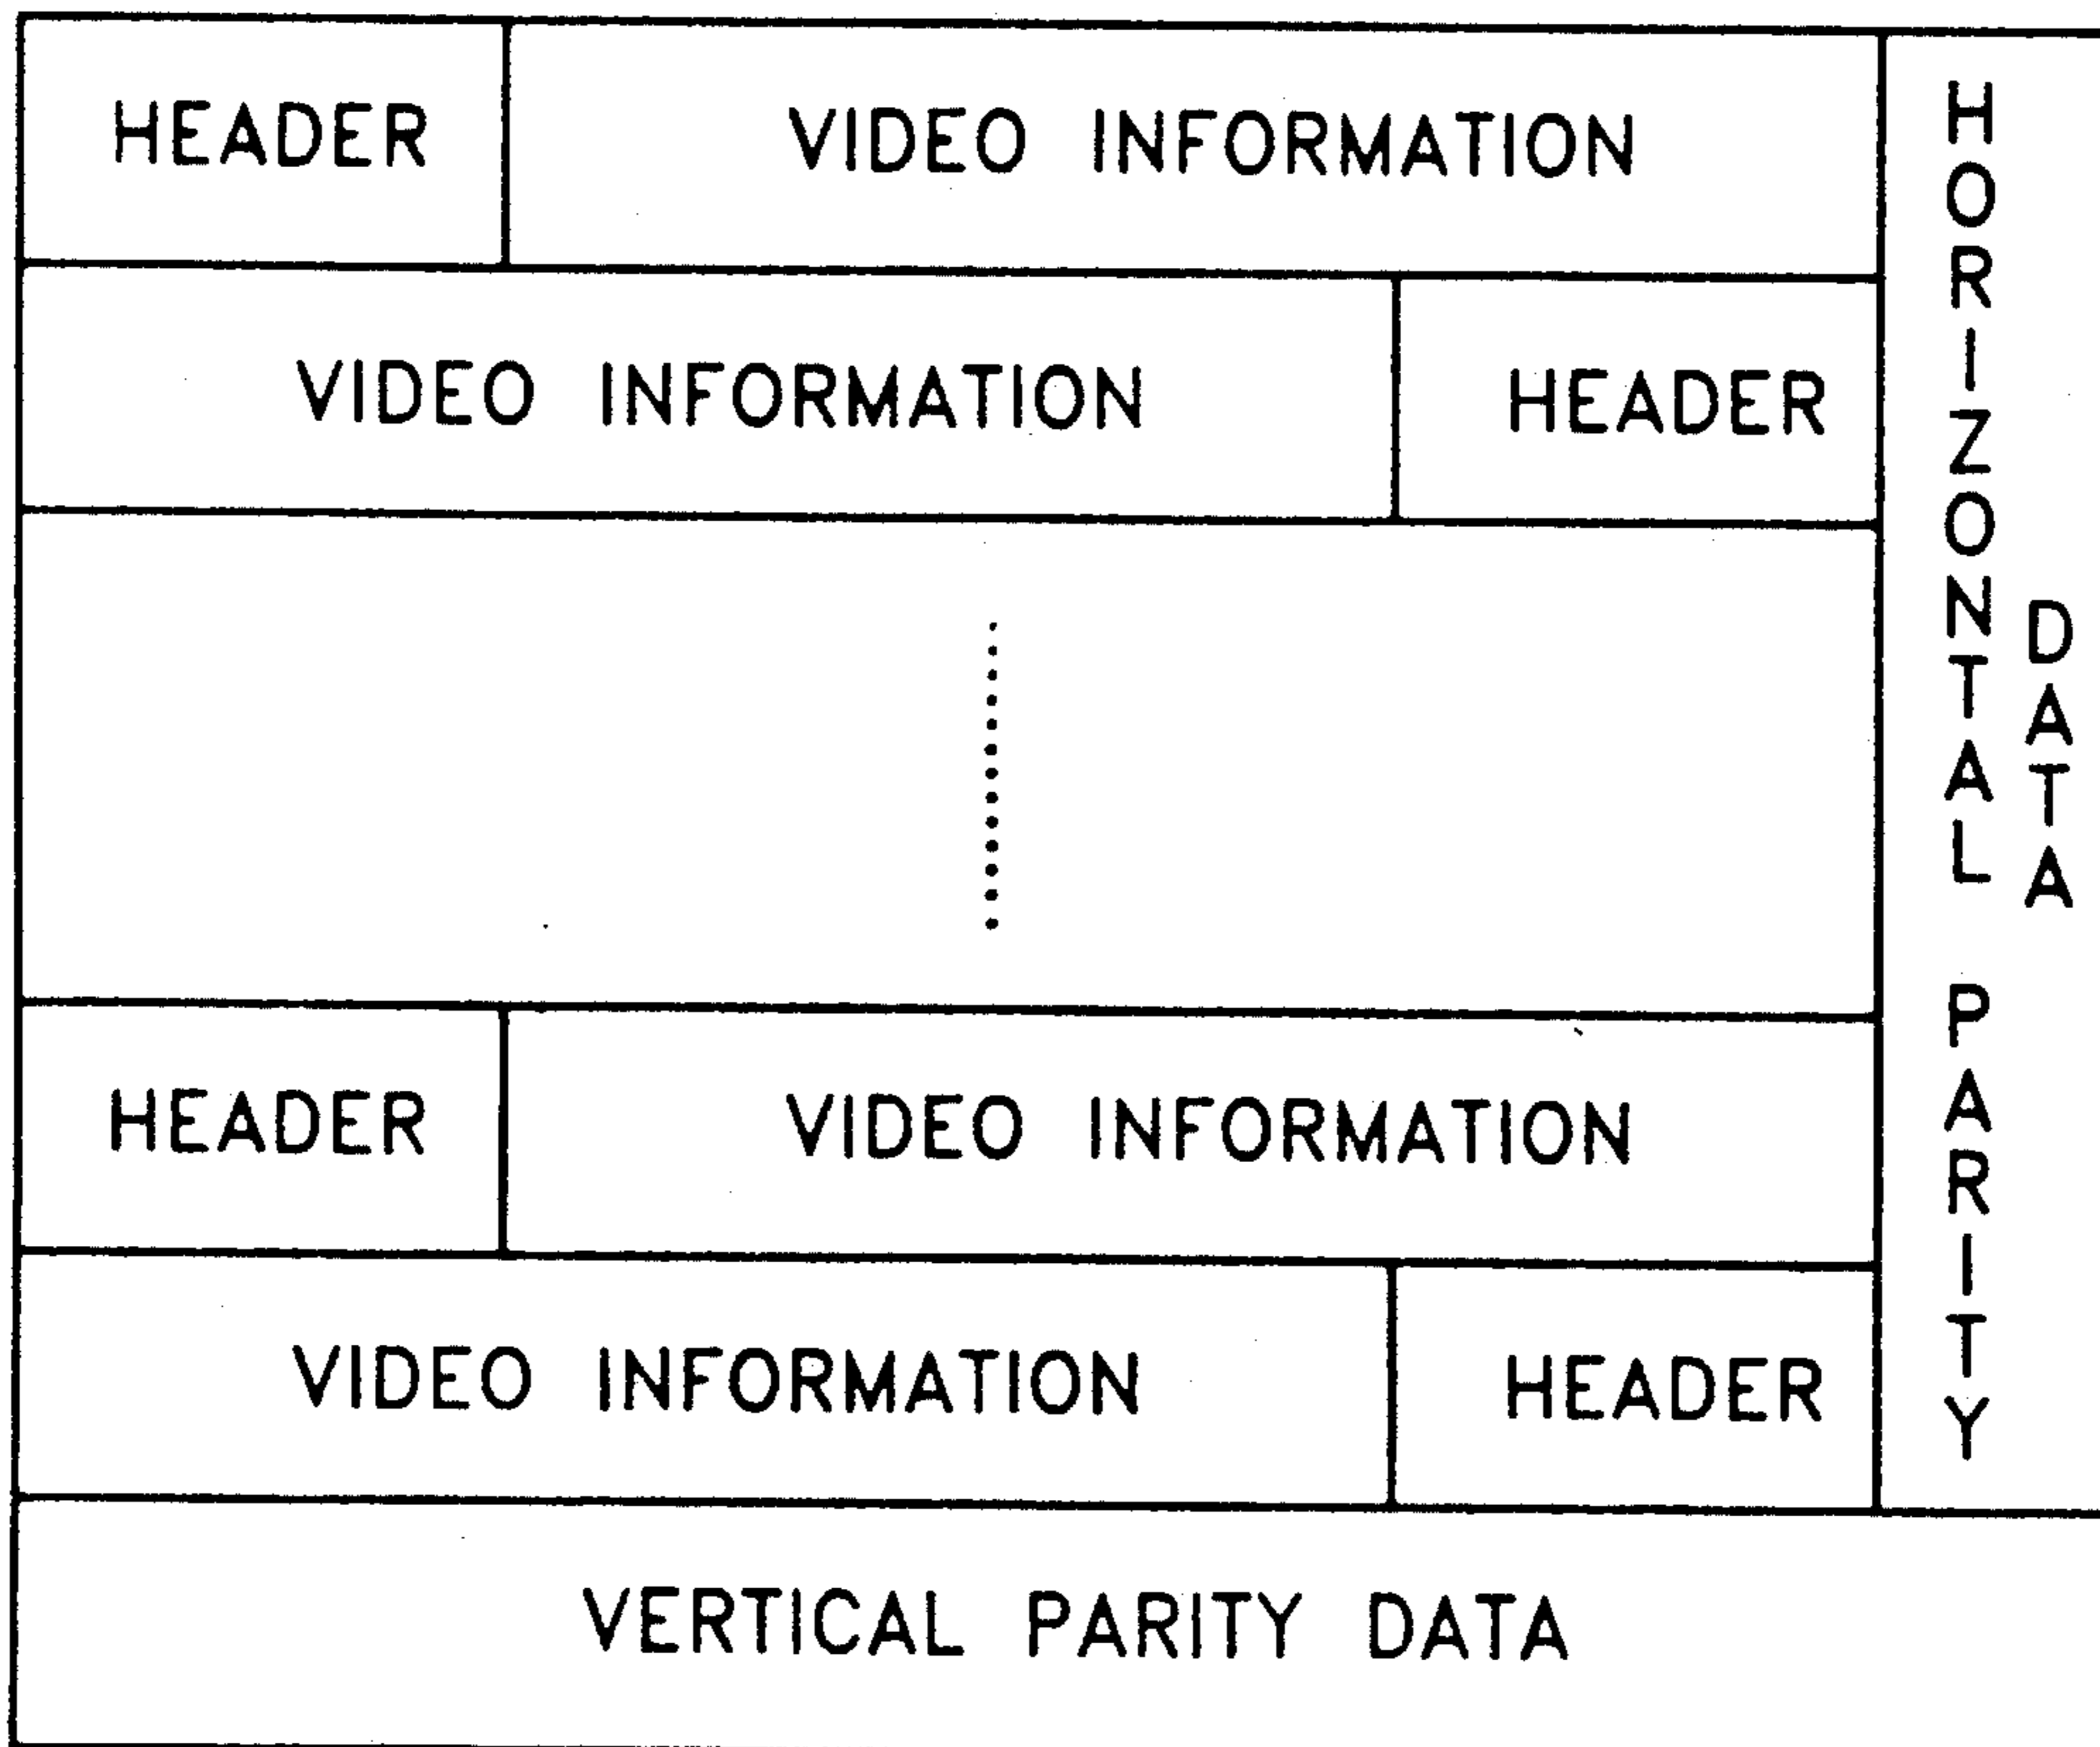 HEADER VIDEO INFORMATION
VIDEO INFORMATION HEADER
HEADER VIDEO INFORMATION
VIDEO INFORMATION HEADER
VERTICAL PARITY DATA
HORIZONTAL PARITY
DATA